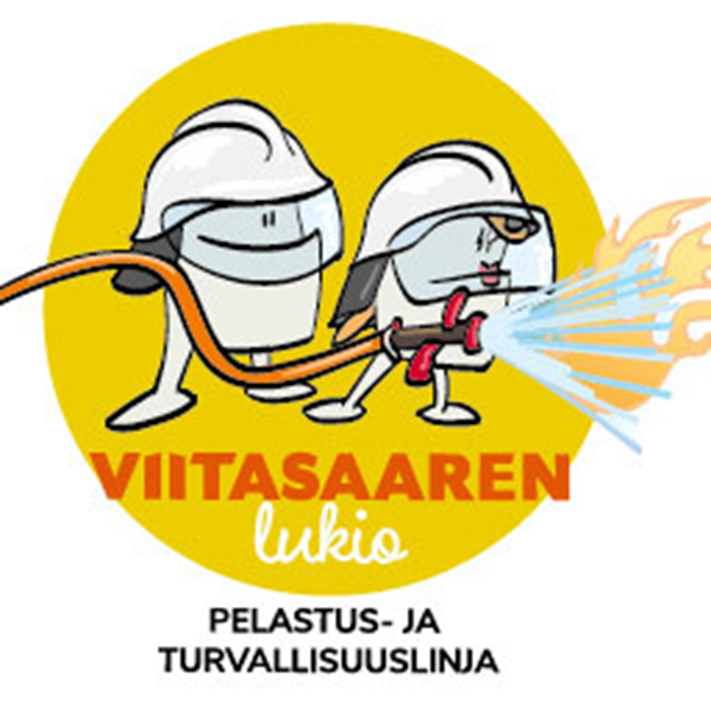 VIITASAAREN
lukio
PELASTUS- JA
TURVALLISUUSLINJA